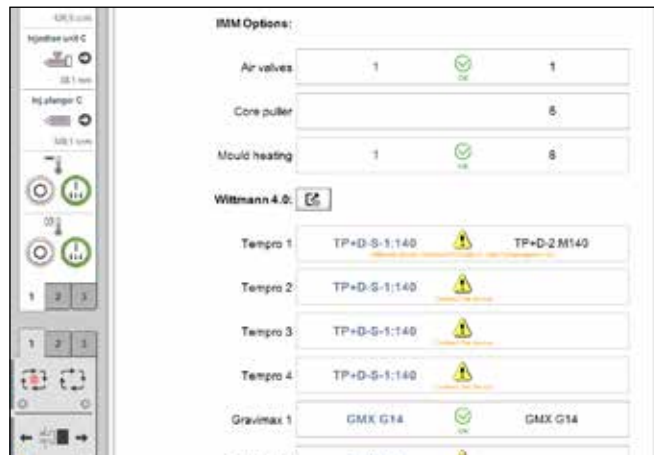 Injection unit C
Inj.plunger C
1 2 3
1 2 3
IMM Options:
Air valves 1 OK 1
Core puller 6
Mould heating 1 OK 8
Wittmann 4.0:
Tempro 1 TP+D-S-1:140 TP+D-2:M140
Tempro 2 TP+D-S-1:140
Tempro 3 TP+D-S-1:140
Tempro 4 TP+D-S-1:140
Gravimax 1 GMX G14 OK GMX G14